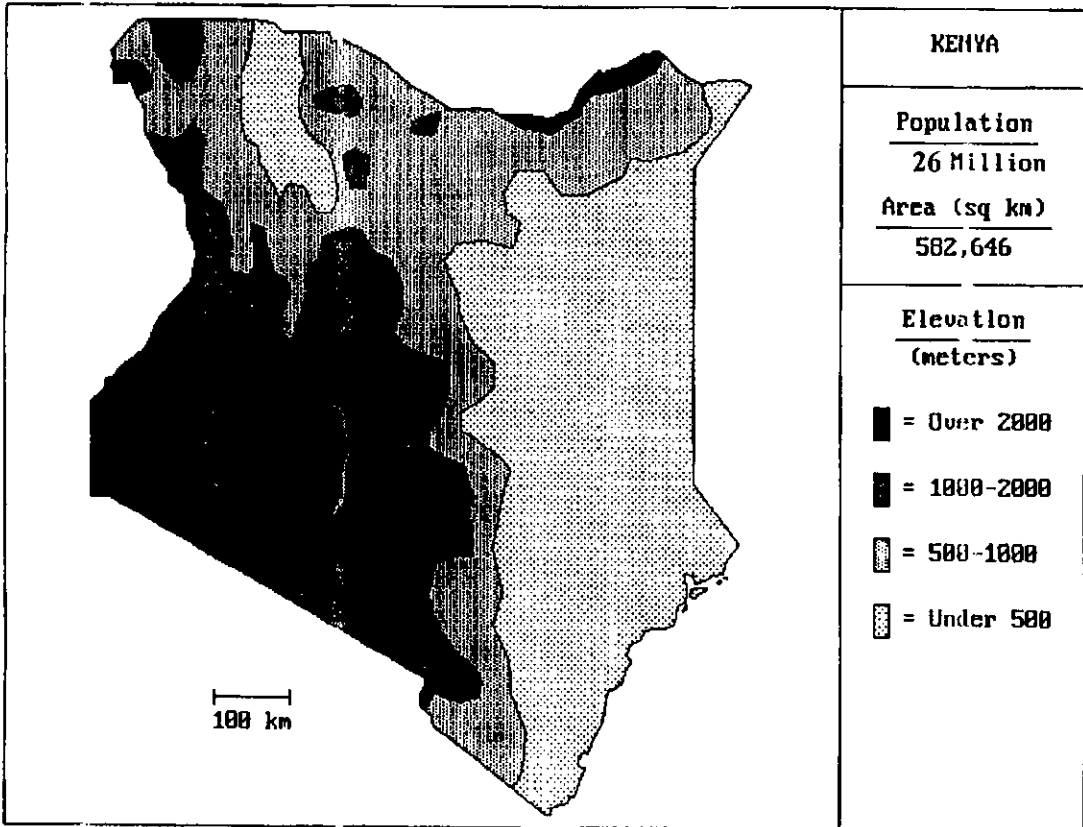 KENYA
Population
26 Million
Area (sq km)
582,646
Elevation
(meters)
= Over 2000
= 1000-2000
= 500-1000
= Under 500
100 km